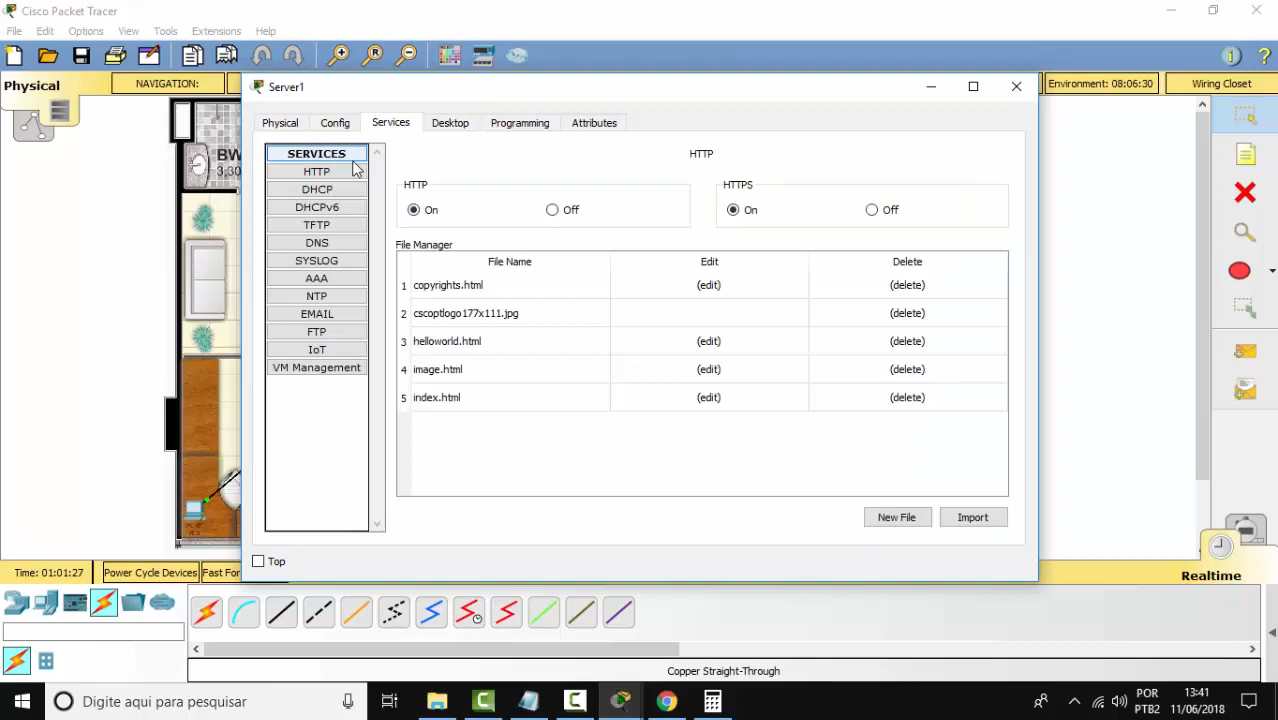 Cisco Packet Tracer
File Edit Options View Tools Extensions Help
Physical
NAVIGATION:
Environment: 08:06:30
Wiring Closet
Server1
Physical Config Services Desktop Programming Attributes
SERVICES
HTTP
DHCP
DHCPv6
TFTP
DNS
SYSLOG
AAA
NTP
EMAIL
FTP
IoT
VM Management
HTTP
HTTP
On Off
HTTPS
On Off
File Manager
File Name Edit Delete
1 copyrights.html (edit) (delete)
2 cscoptlogo177x111.jpg (delete)
3 helloworld.html (edit) (delete)
4 image.html (edit) (delete)
5 index.html (edit) (delete)
New File Import
Top
BW
3,30
Time: 01:01:27 Power Cycle Devices Fast For
Realtime
Copper Straight-Through
Digite aqui para pesquisar
POR
PTB2
13:41
11/06/2018